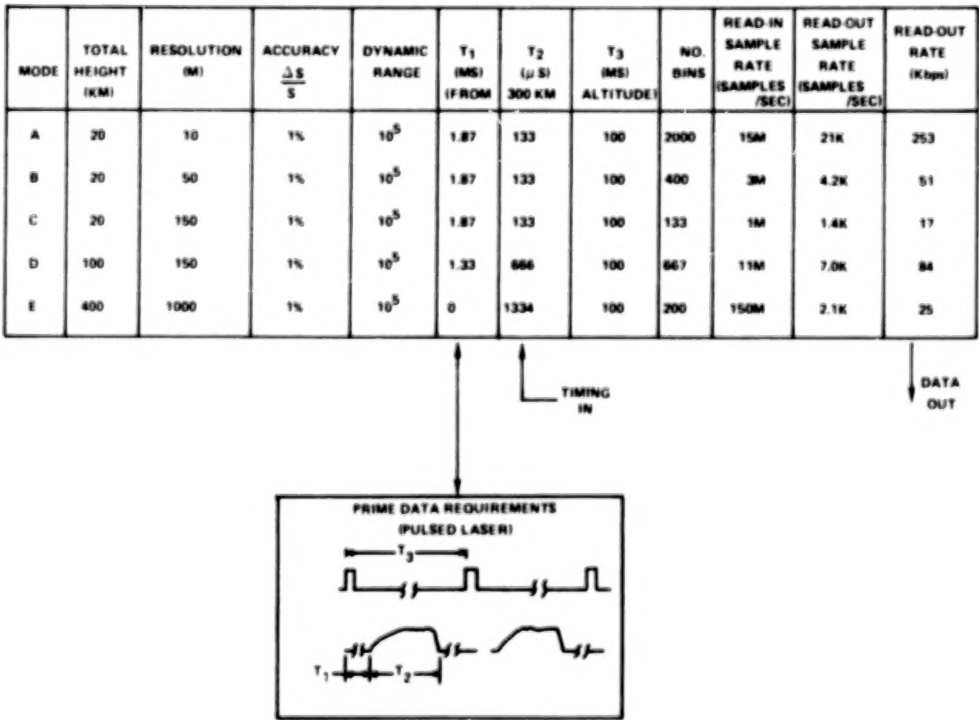 MODE TOTAL HEIGHT (KM) RESOLUTION (M) ACCURACY ΔS/S DYNAMIC RANGE T1 (MS) (FROM T2 (μS) 300 KM T3 (MS) ALTITUDE) NO. BINS READ-IN SAMPLE RATE (SAMPLES /SEC) READ-OUT SAMPLE RATE (SAMPLES /SEC) READ-OUT RATE (Kbps)
A 20 10 1% 10^5 1.87 133 100 2000 15M 21K 253
B 20 50 1% 10^5 1.87 133 100 400 3M 4.2K 51
C 20 150 1% 10^5 1.87 133 100 133 1M 1.4K 17
D 100 150 1% 10^5 1.33 666 100 667 11M 7.0K 84
E 400 1000 1% 10^5 0 1334 100 200 150M 2.1K 25
TIMING IN
DATA OUT
PRIME DATA REQUIREMENTS
(PULSED LASER)
T3
T1 T2